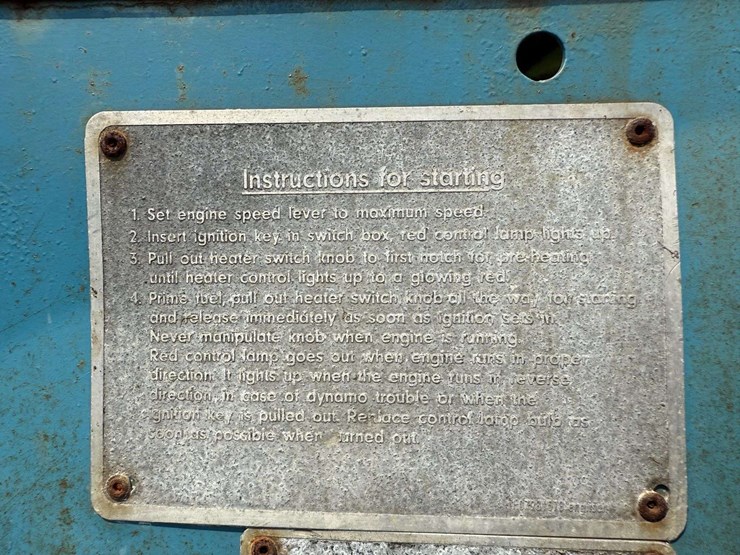 Instructions for starting
1. Set engine speed lever to maximum speed.
2. Insert ignition key in switch box, red control lamp lights up.
3. Pull out heater switch knob to first notch for pre-heating
until heater control lights up to a glowing red.
4. Prime fuel, pull out heater switch knob all the way for starting
and release immediately as soon as ignition sets in.
Never manipulate knob when engine is running.
Red control lamp goes out when engine runs in proper
direction. It lights up when the engine runs in reverse
direction, in case of dynamo trouble or when the
ignition key is pulled out. Replace control lamp bulb as
soon as possible when burned out.